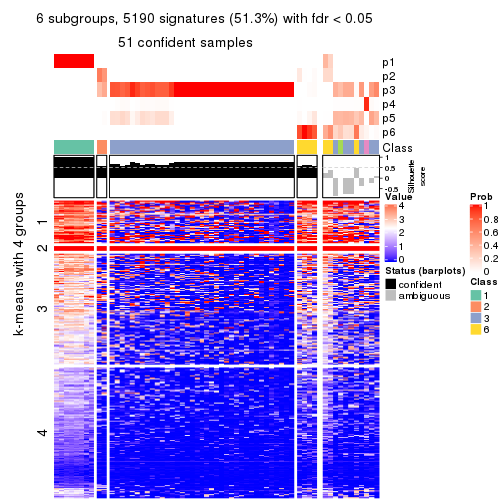 6 subgroups, 5190 signatures (51.3%) with fdr < 0.05
51 confident samples
p1
p2
p3
p4
p5
p6
Class
1
0.5
0
-0.5
Silhouette
score
k-means with 4 groups
1
2
3
4
Value
4
3
2
1
0
Status (barplots)
confident
ambiguous
Prob
1
0.8
0.6
0.4
0.2
0
Class
1
2
3
6